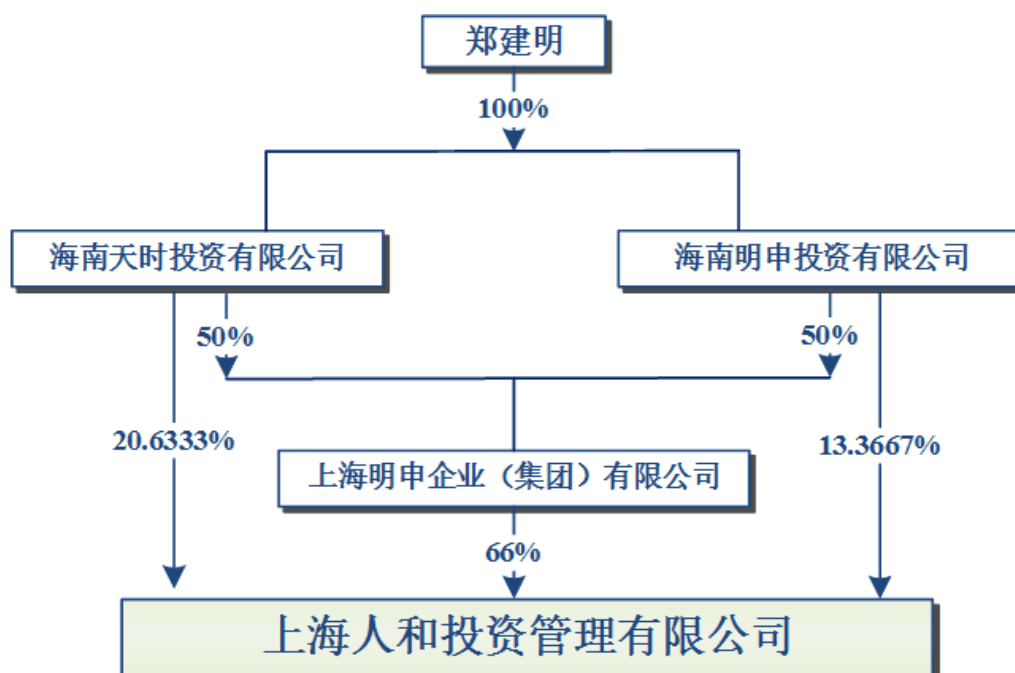 郑建明
100%
海南天时投资有限公司
海南明申投资有限公司
50%
50%
20.6333%
13.3667%
上海明申企业（集团）有限公司
66%
上海人和投资管理有限公司